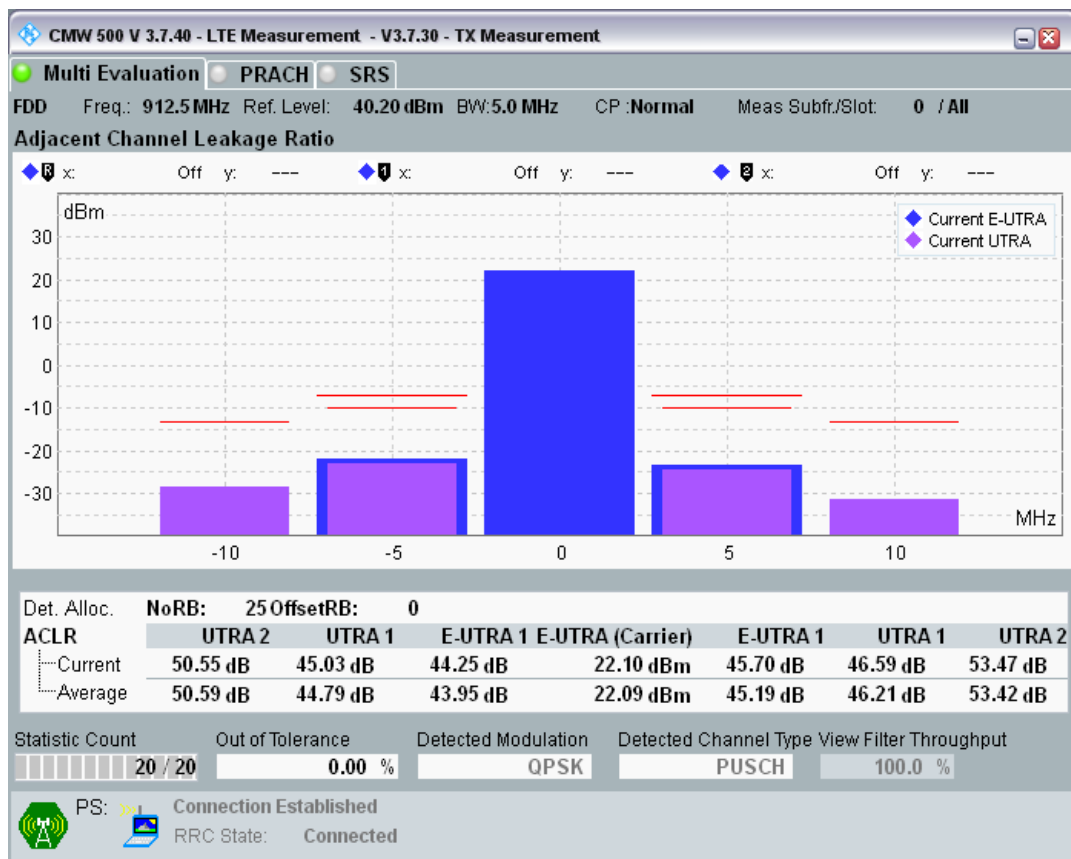 CMW 500 V 3.7.40 - LTE Measurement - V3.7.30 - TX Measurement
Multi Evaluation PRACH SRS
FDD Freq.: 912.5 MHz Ref. Level: 40.20 dBm BW:5.0 MHz CP :Normal Meas Subfr./Slot: 0 / All
Adjacent Channel Leakage Ratio
R x: Off y: --- 1 x: Off y: --- 2 x: Off y: ---
dBm
Current E-UTRA
Current UTRA
30
20
10
0
-10
-20
-30
MHz
-10 -5 0 5 10
Det. Alloc. NoRB: 25 OffsetRB: 0
ACLR UTRA 2 UTRA 1 E-UTRA 1 E-UTRA (Carrier) E-UTRA 1 UTRA 1 UTRA 2
Current 50.55 dB 45.03 dB 44.25 dB 22.10 dBm 45.70 dB 46.59 dB 53.47 dB
Average 50.59 dB 44.79 dB 43.95 dB 22.09 dBm 45.19 dB 46.21 dB 53.42 dB
Statistic Count Out of Tolerance Detected Modulation Detected Channel Type View Filter Throughput
20 / 20 0.00 % QPSK PUSCH 100.0 %
PS: Connection Established
RRC State: Connected